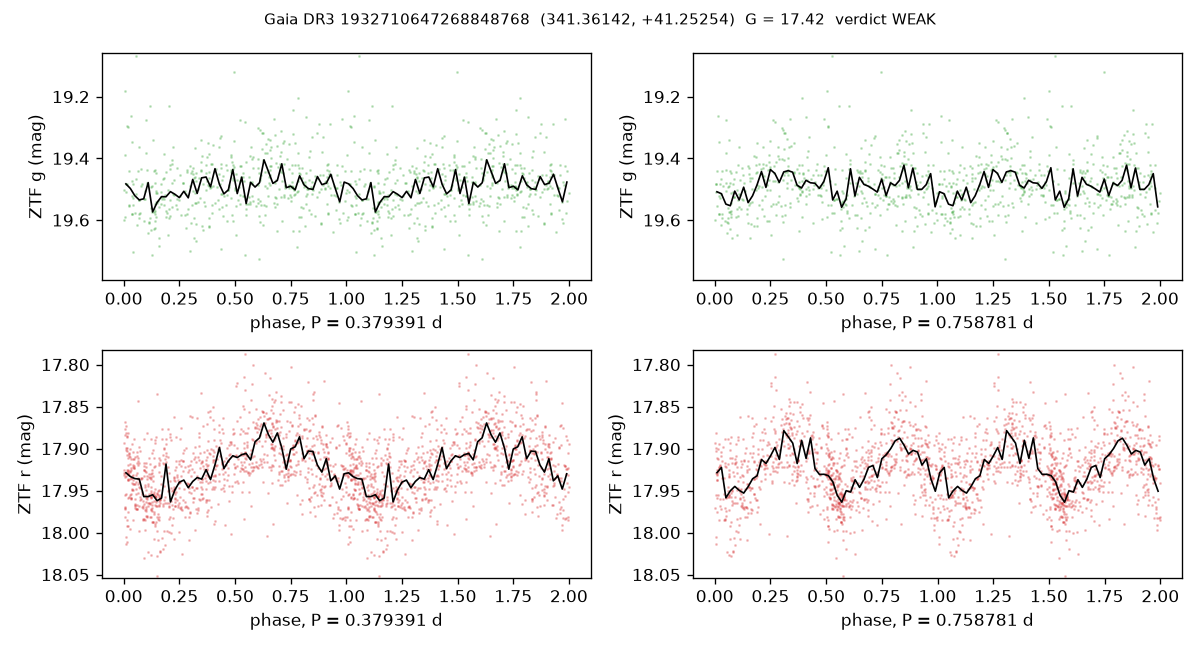 Gaia DR3 1932710647268848768 (341.36142, +41.25254) G = 17.42 verdict WEAK
ZTF g (mag)
19.2
19.4
19.6
0.00 0.25 0.50 0.75 1.00 1.25 1.50 1.75 2.00
phase, P = 0.379391 d
ZTF g (mag)
19.2
19.4
19.6
0.00 0.25 0.50 0.75 1.00 1.25 1.50 1.75 2.00
phase, P = 0.758781 d
ZTF r (mag)
17.80
17.85
17.90
17.95
18.00
18.05
0.00 0.25 0.50 0.75 1.00 1.25 1.50 1.75 2.00
phase, P = 0.379391 d
ZTF r (mag)
17.80
17.85
17.90
17.95
18.00
18.05
0.00 0.25 0.50 0.75 1.00 1.25 1.50 1.75 2.00
phase, P = 0.758781 d